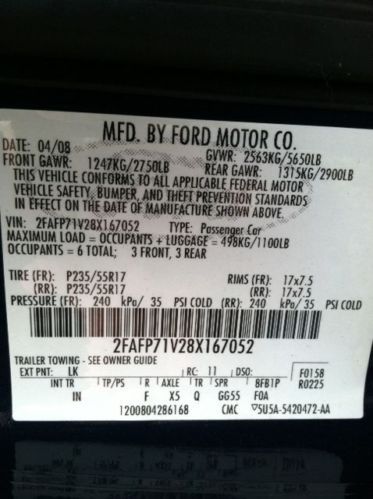 MFD. BY FORD MOTOR CO.
DATE: 04/08 GVWR: 2563KG/5650LB
FRONT GAWR: 1247KG/2750LB REAR GAWR: 1315KG/2900LB
THIS VEHICLE CONFORMS TO ALL APPLICABLE FEDERAL MOTOR
VEHICLE SAFETY, BUMPER, AND THEFT PREVENTION STANDARDS
IN EFFECT ON THE DATE OF MANUFACTURE SHOWN ABOVE.
VIN: 2FAFP71V28X167052 TYPE: Passenger Car
MAXIMUM LOAD = OCCUPANTS + LUGGAGE = 498KG/1100LB
OCCUPANTS = 6 TOTAL; 3 FRONT, 3 REAR
TIRE (FR): P235/55R17 RIMS (FR): 17x7.5
(RR): P235/55R17 (RR): 17x7.5
PRESSURE (FR): 240 kPa/ 35 PSI COLD (RR): 240 kPa/ 35 PSI COLD
2FAFP71V28X167052
TRAILER TOWING - SEE OWNER GUIDE
EXT PNT: LK RC: 11 DSO: F0158
INT TR TP/PS R AXLE TR SPR 8FB1P R0225
IN F X5 Q GG55 F0A
1200804286168 CMC ▽5U5A-5420472-AA